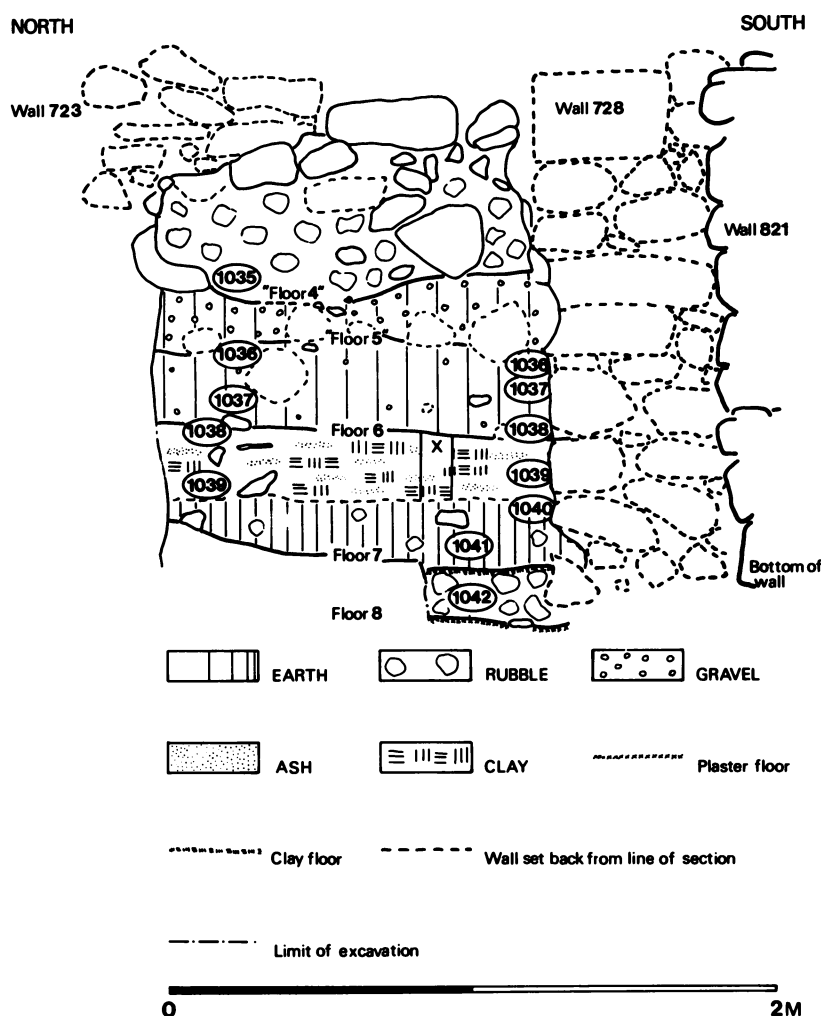 NORTH
SOUTH
Wall 723
Wall 728
Wall 821
1035
"Floor 4"
"Floor 5"
1036
1036
1037
1037
Floor 6
1038
1038
X
1039
1039
1040
1041
Floor 7
Bottom of
wall
1042
Floor 8
EARTH
RUBBLE
GRAVEL
ASH
CLAY
Plaster floor
Clay floor
Wall set back from line of section
Limit of excavation
0
2M